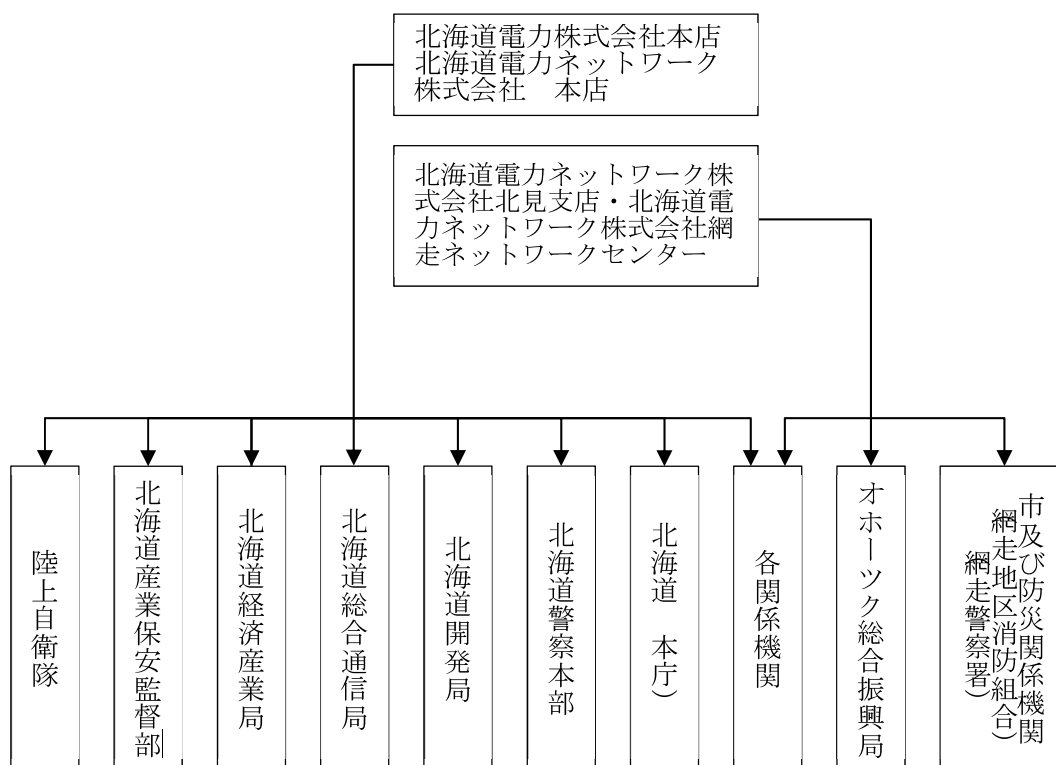 北海道電力株式会社本店
北海道電力ネットワーク
株式会社　本店
北海道電力ネットワーク株
式会社北見支店・北海道電
力ネットワーク株式会社網
走ネットワークセンター
陸上自衛隊
北海道産業保安監督部
北海道経済産業局
北海道総合通信局
北海道開発局
北海道警察本部
北海道　本庁）
各関係機関
オホーツク総合振興局
市及び防災関係機関
網走地区消防組合）
網走警察署）